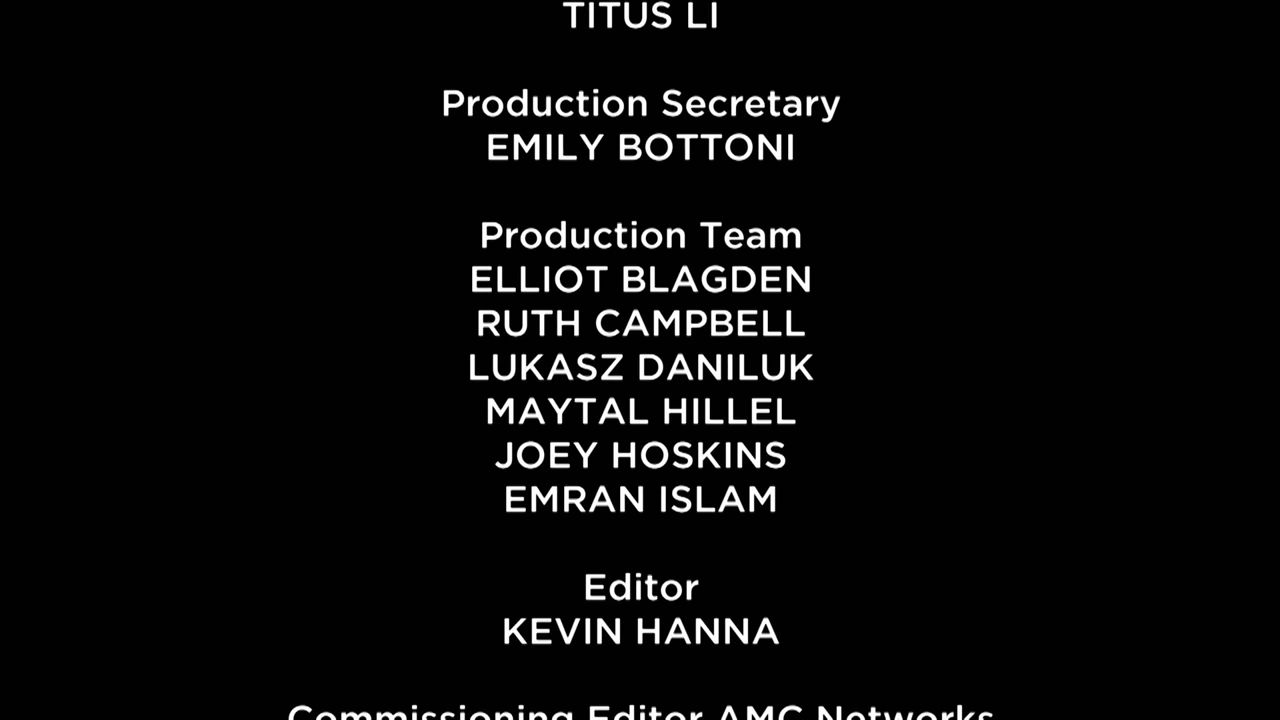 TITUS LI
Production Secretary
EMILY BOTTONI
Production Team
ELLIOT BLAGDEN
RUTH CAMPBELL
LUKASZ DANILUK
MAYTAL HILLEL
JOEY HOSKINS
EMRAN ISLAM
Editor
KEVIN HANNA
Commissioning Editor AMC Networks